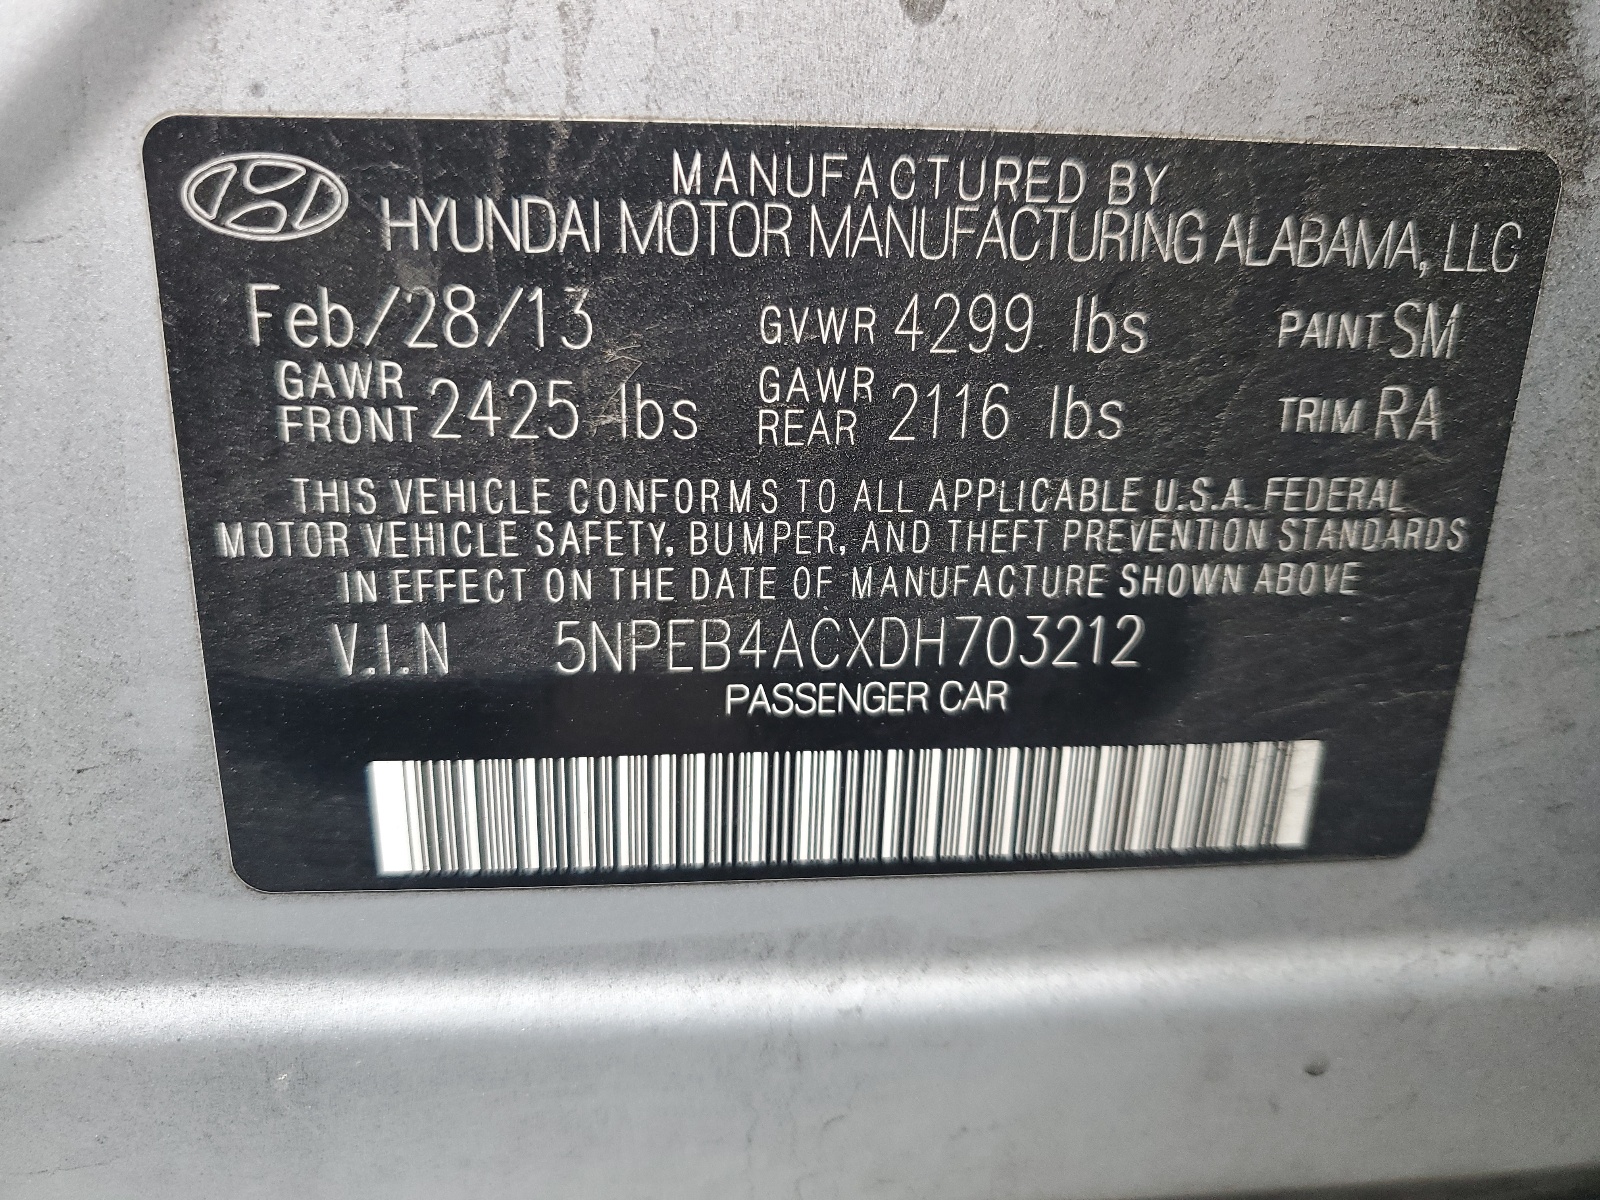 MANUFACTURED BY
HYUNDAI MOTOR MANUFACTURING ALABAMA, LLC
Feb/28/13 GVWR 4299 lbs PAINT SM
GAWR FRONT 2425 lbs GAWR REAR 2116 lbs TRIM RA
THIS VEHICLE CONFORMS TO ALL APPLICABLE U.S.A. FEDERAL
MOTOR VEHICLE SAFETY, BUMPER, AND THEFT PREVENTION STANDARDS
IN EFFECT ON THE DATE OF MANUFACTURE SHOWN ABOVE
V.I.N 5NPEB4ACXDH703212
PASSENGER CAR